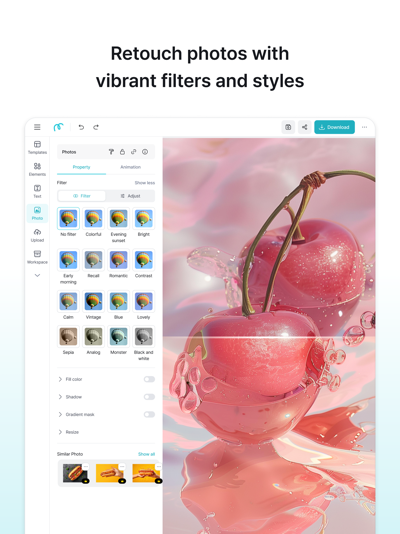 Retouch photos with
vibrant filters and styles
Download
Templates
Elements
Text
Photo
Upload
Workspace
Photos
Property
Animation
Filter
Show less
Filter
Adjust
No filter
Colorful
Evening
sunset
Bright
Early
morning
Recall
Romantic
Contrast
Calm
Vintage
Blue
Lovely
Sepia
Analog
Monster
Black and
white
Fill color
Shadow
Gradient mask
Resize
Similar Photo
Show all